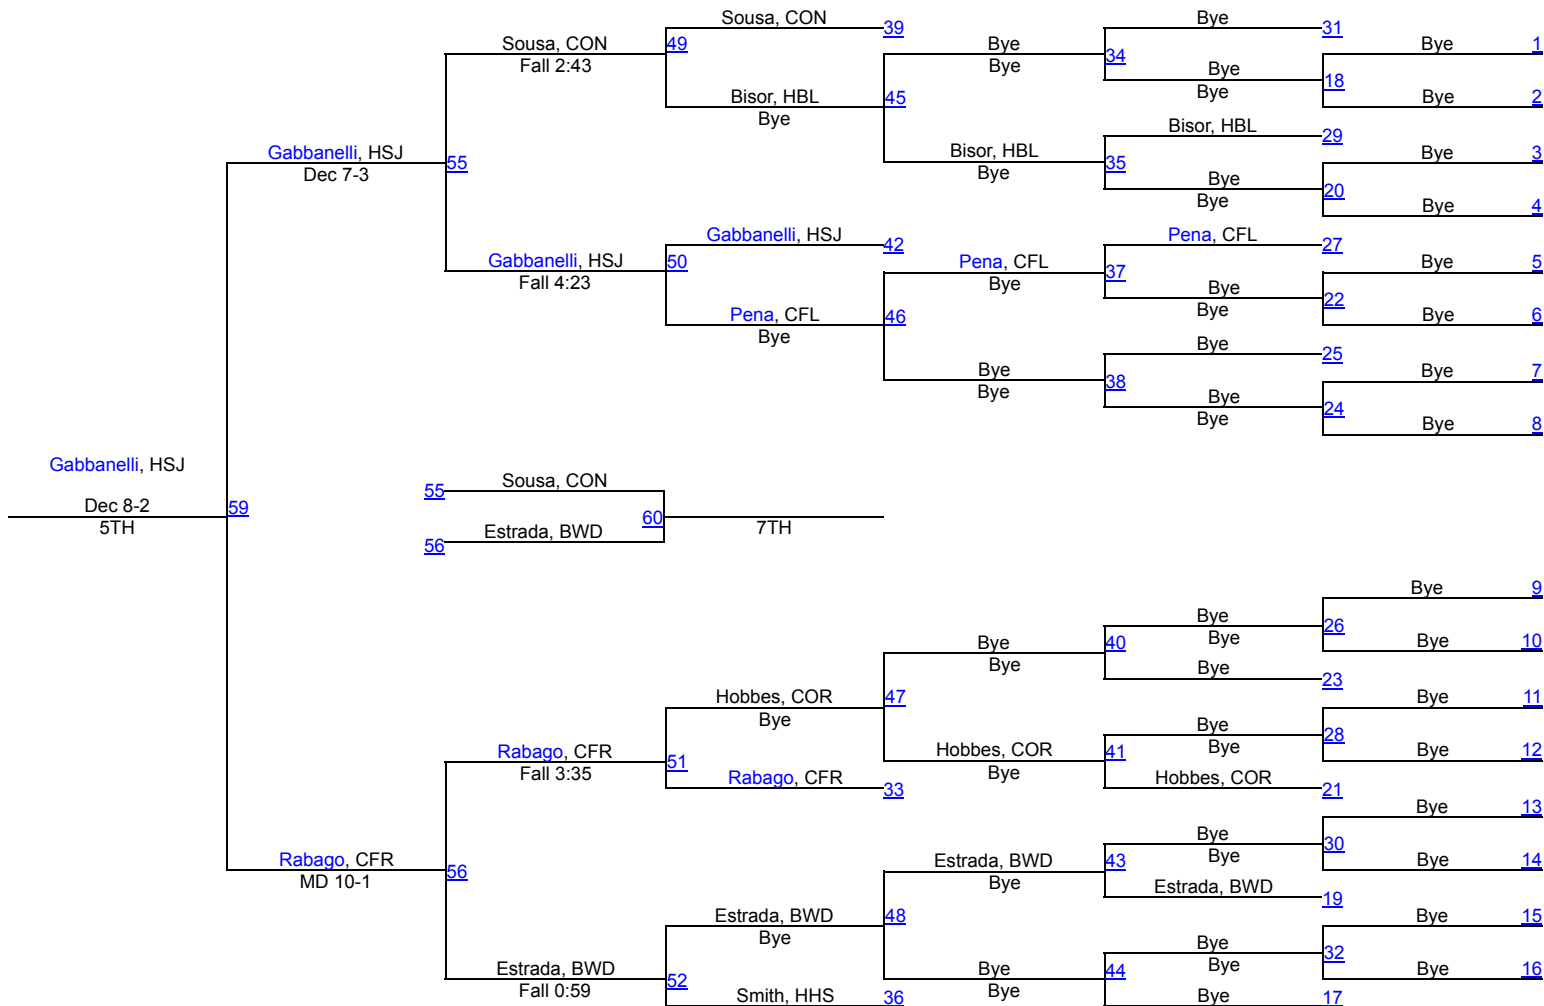 Sousa, CON 39 Bye 31
Sousa, CON 49 Bye 34 Bye 1
Fall 2:43 Bye Bye 18
Bisor, HBL 45 Bye Bye 2
Bye Bisor, HBL 29
Gabbanelli, HSJ 55 Bisor, HBL 35 Bye 3
Dec 7-3 Bye Bye 20
Bye Bye 4
Gabbanelli, HSJ 42 Pena, CFL 27
Gabbanelli, HSJ 50 Pena, CFL 37 Bye 5
Fall 4:23 Bye Bye 22
Pena, CFL 46 Bye Bye 6
Bye Bye 25
Bye 38 Bye 7
Bye Bye 24
Bye Bye 8
Gabbanelli, HSJ
Dec 8-2 59 55 Sousa, CON
5TH 60 7TH
56 Estrada, BWD
Bye 9
Bye 26
Bye 40 Bye Bye 10
Bye Bye 23
Hobbes, COR 47 Bye 11
Bye Bye 28
Rabago, CFR 51 Hobbes, COR 41 Bye Bye 12
Fall 3:35 Rabago, CFR 33 Bye Hobbes, COR 21
Bye 13
Bye 30
Rabago, CFR 56 Estrada, BWD 43 Bye Bye 14
MD 10-1 Bye Estrada, BWD 19
Estrada, BWD 48 Bye 15
Bye Bye 32
Estrada, BWD 52 Bye 44 Bye Bye 16
Fall 0:59 Smith, HHS 36 Bye Bye 17